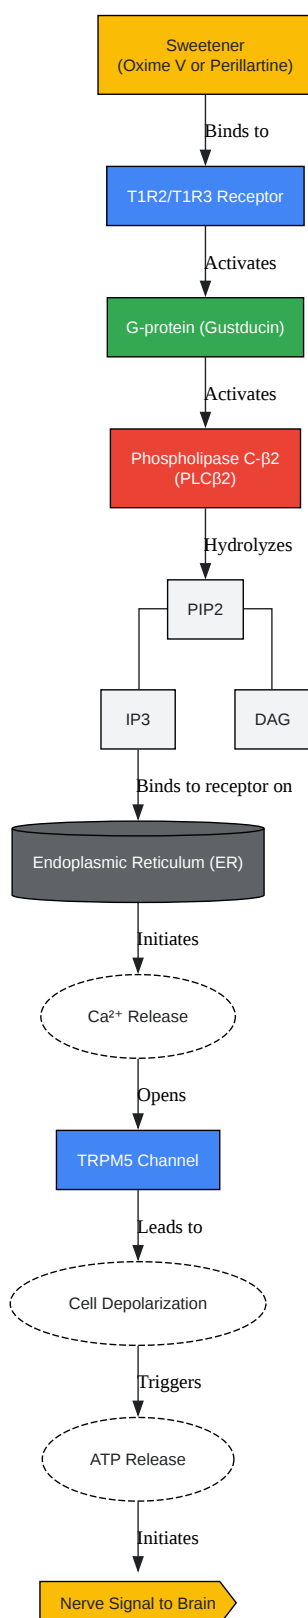 Sweetener
(Oxime V or Perillartine)
Binds to
T1R2/T1R3 Receptor
Activates
G-protein (Gustducin)
Activates
Phospholipase C-β2
(PLCβ2)
Hydrolyzes
PIP2
IP3
DAG
Binds to receptor on
Endoplasmic Reticulum (ER)
Initiates
Ca²⁺ Release
Opens
TRPM5 Channel
Leads to
Cell Depolarization
Triggers
ATP Release
Initiates
Nerve Signal to Brain